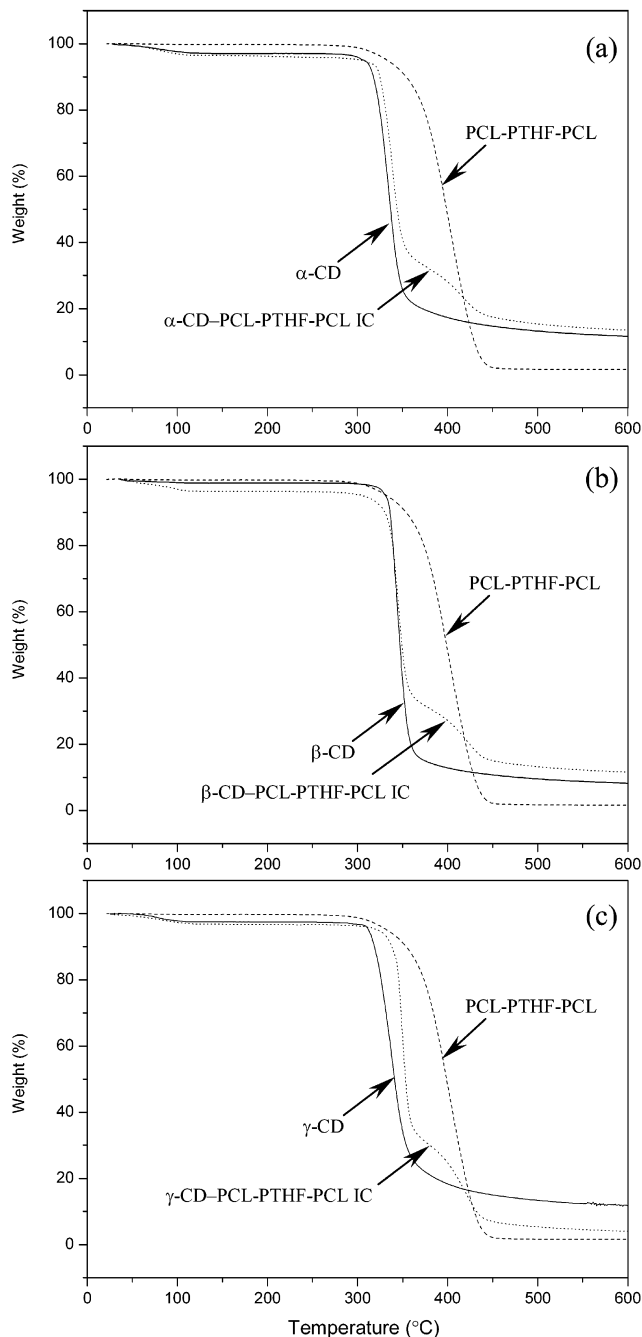 (a)
100
80
60
40
20
0
Weight (%)
PCL-PTHF-PCL
α-CD
α-CD–PCL-PTHF-PCL IC
0 100 200 300 400 500 600
(b)
100
80
60
40
20
0
Weight (%)
PCL-PTHF-PCL
β-CD
β-CD–PCL-PTHF-PCL IC
0 100 200 300 400 500 600
(c)
100
80
60
40
20
0
Weight (%)
PCL-PTHF-PCL
γ-CD
γ-CD–PCL-PTHF-PCL IC
0 100 200 300 400 500 600
Temperature (°C)